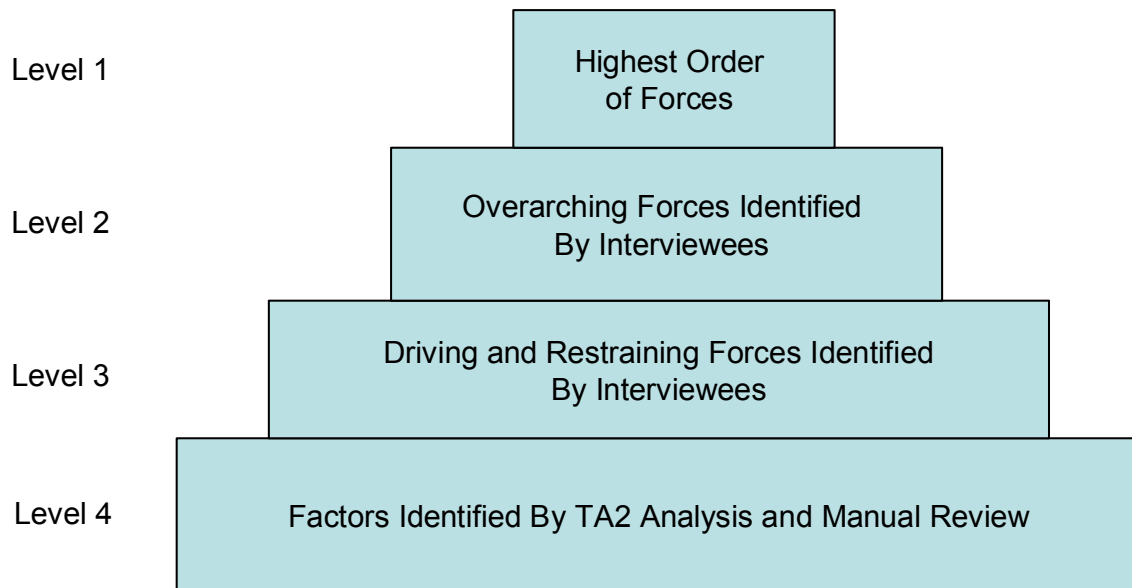 Level 1
Highest Order
of Forces
Level 2
Overarching Forces Identified
By Interviewees
Level 3
Driving and Restraining Forces Identified
By Interviewees
Level 4
Factors Identified By TA2 Analysis and Manual Review